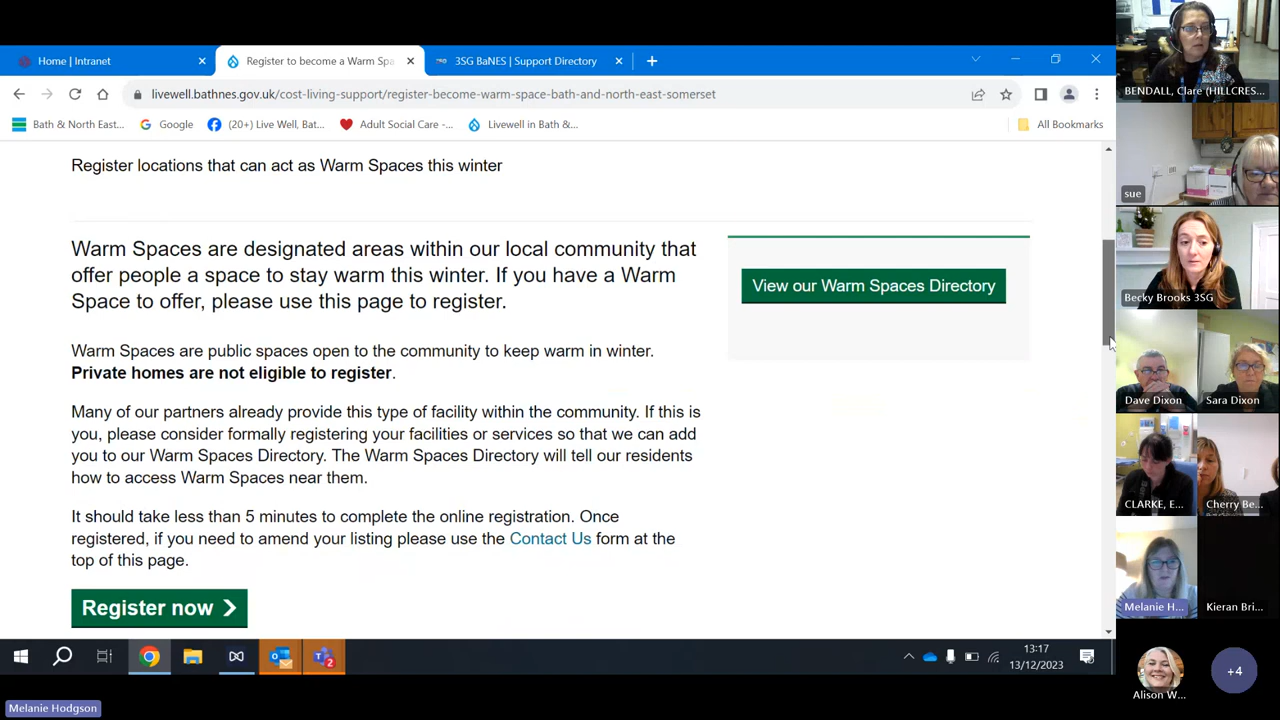 Home | Intranet
Register to become a Warm Spa
3SG BaNES | Support Directory
livewell.bathnes.gov.uk/cost-living-support/register-become-warm-space-bath-and-north-east-somerset
Bath & North East...
Google
(20+) Live Well, Bat...
Adult Social Care -...
Livewell in Bath &...
All Bookmarks
Register locations that can act as Warm Spaces this winter
Warm Spaces are designated areas within our local community that
offer people a space to stay warm this winter. If you have a Warm
Space to offer, please use this page to register.
View our Warm Spaces Directory
Warm Spaces are public spaces open to the community to keep warm in winter.
Private homes are not eligible to register.
Many of our partners already provide this type of facility within the community. If this is
you, please consider formally registering your facilities or services so that we can add
you to our Warm Spaces Directory. The Warm Spaces Directory will tell our residents
how to access Warm Spaces near them.
It should take less than 5 minutes to complete the online registration. Once
registered, if you need to amend your listing please use the Contact Us form at the
top of this page.
Register now
2
13:17
13/12/2023
Melanie Hodgson
BENDALL, Clare (HILLCRES...
sue
Becky Brooks 3SG
Dave Dixon
Sara Dixon
CLARKE, E...
Cherry Be...
Melanie H...
Kieran Bri...
Alison W...
+4